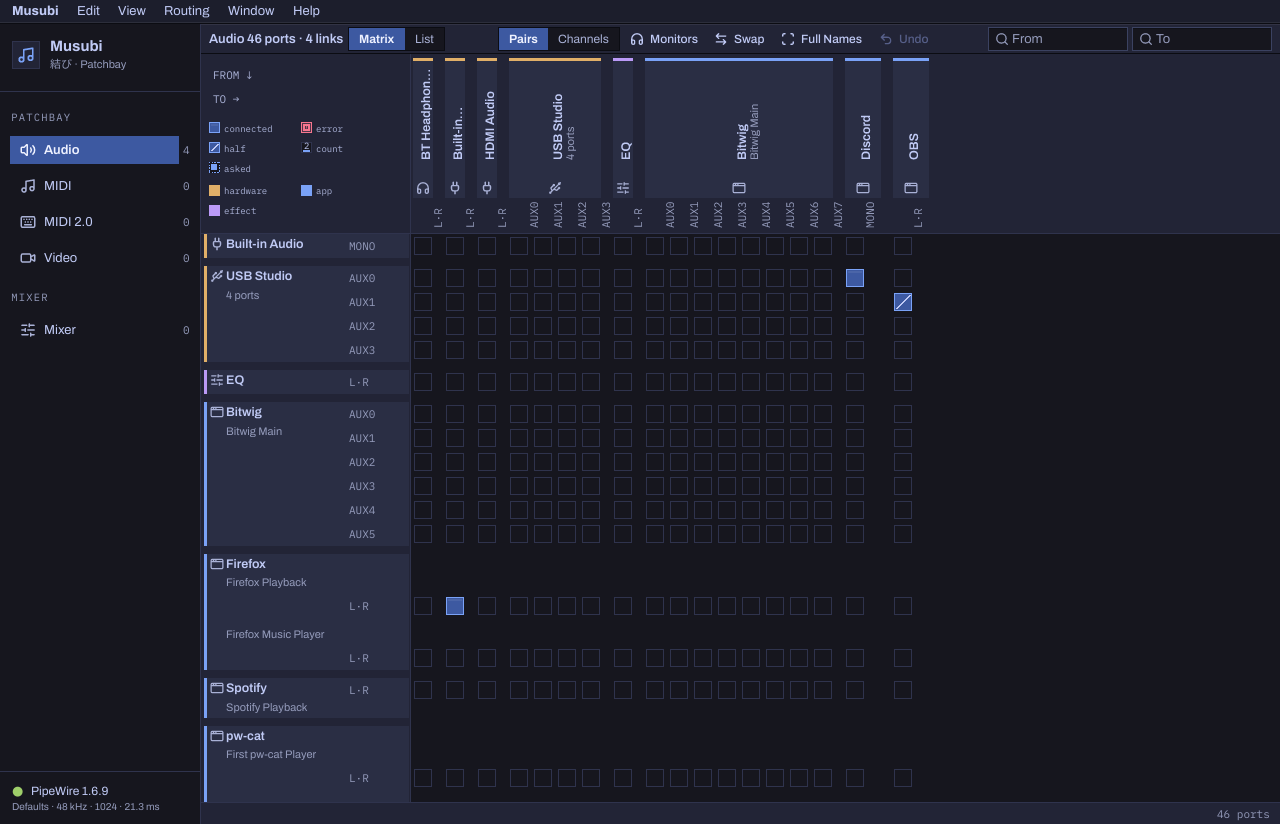 Musubi Edit View Routing Window Help
Musubi
結び · Patchbay
PATCHBAY
Audio 4
MIDI 0
MIDI 2.0 0
Video 0
MIXER
Mixer 0
PipeWire 1.6.9
Defaults · 48 kHz · 1024 · 21.3 ms
Audio 46 ports · 4 links Matrix List Pairs Channels Monitors Swap Full Names Undo From To
FROM ↓
TO →
connected error
half 2 count
asked
hardware app
effect
BT Headphon…
Built-in…
HDMI Audio
USB Studio
4 ports
EQ
Bitwig
Bitwig Main
Discord
OBS
L·R L·R L·R AUX0 AUX1 AUX2 AUX3 L·R AUX0 AUX1 AUX2 AUX3 AUX4 AUX5 AUX6 AUX7 MONO L·R
Built-in Audio MONO
USB Studio AUX0
4 ports AUX1
AUX2
AUX3
EQ L·R
Bitwig AUX0
Bitwig Main AUX1
AUX2
AUX3
AUX4
AUX5
Firefox
Firefox Playback
L·R
Firefox Music Player
L·R
Spotify L·R
Spotify Playback
pw-cat
First pw-cat Player
L·R
46 ports